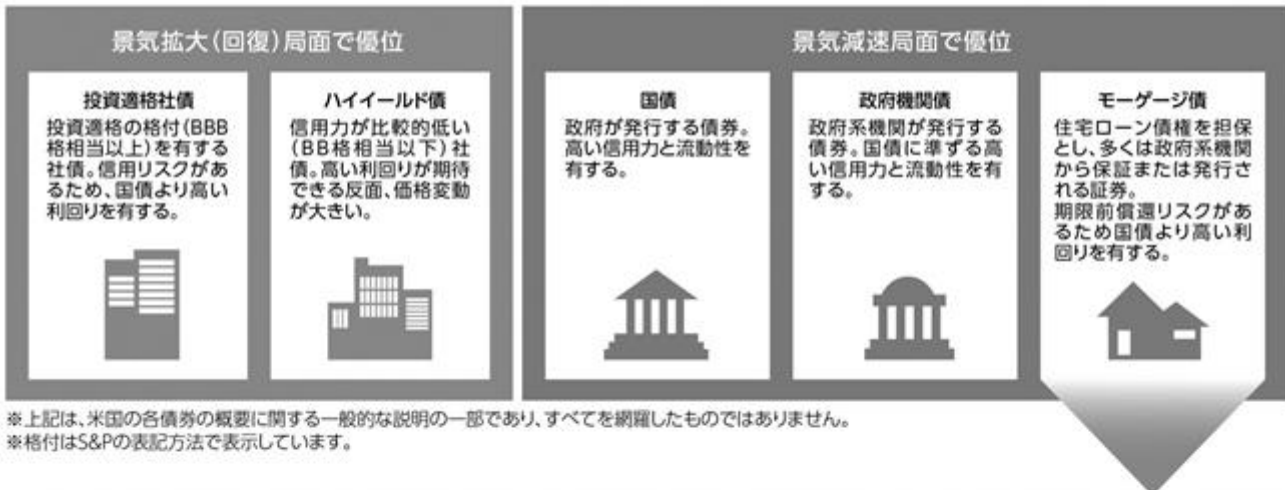 景気拡大(回復)局面で優位
投資適格社債
投資適格の格付(BBB
格相当以上)を有する
社債。信用リスクがあ
るため、国債より高い
利回りを有する。
ハイイールド債
信用力が比較的低い
(BB格相当以下)社
債。高い利回りが期待
できる反面、価格変動
が大きい。
景気減速局面で優位
国債
政府が発行する債券。
高い信用力と流動性を
有する。
政府機関債
政府系機関が発行する
債券。国債に準ずる高
い信用力と流動性を有
する。
モーゲージ債
住宅ローン債権を担保
とし、多くは政府系機関
から保証または発行さ
れる証券。
期限前償還リスクがあ
るため国債より高い利
回りを有する。
※上記は、米国の各債券の概要に関する一般的な説明の一部であり、すべてを網羅したものではありません。
※格付はS&Pの表記方法で表示しています。